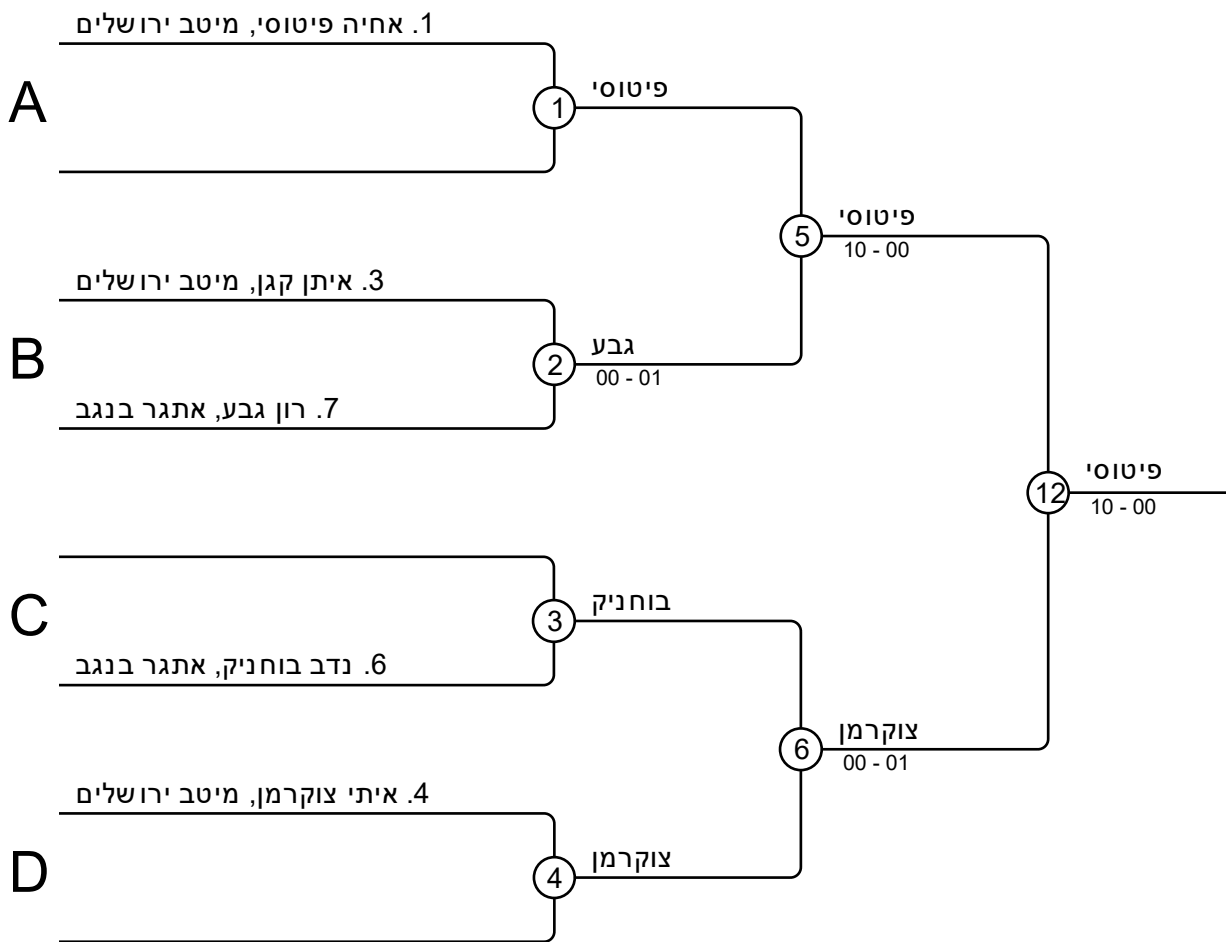 1. אחיה פיטוסי, מיטב ירושלים
A
1
פיטוסי
5
פיטוסי
10 - 00
3. איתן קגן, מיטב ירושלים
B
2
גבע
00 - 01
7. רון גבע, אתגר בנגב
12
פיטוסי
10 - 00
C
3
בוחניק
6. נדב בוחניק, אתגר בנגב
6
צוקרמן
00 - 01
4. איתי צוקרמן, מיטב ירושלים
D
4
צוקרמן